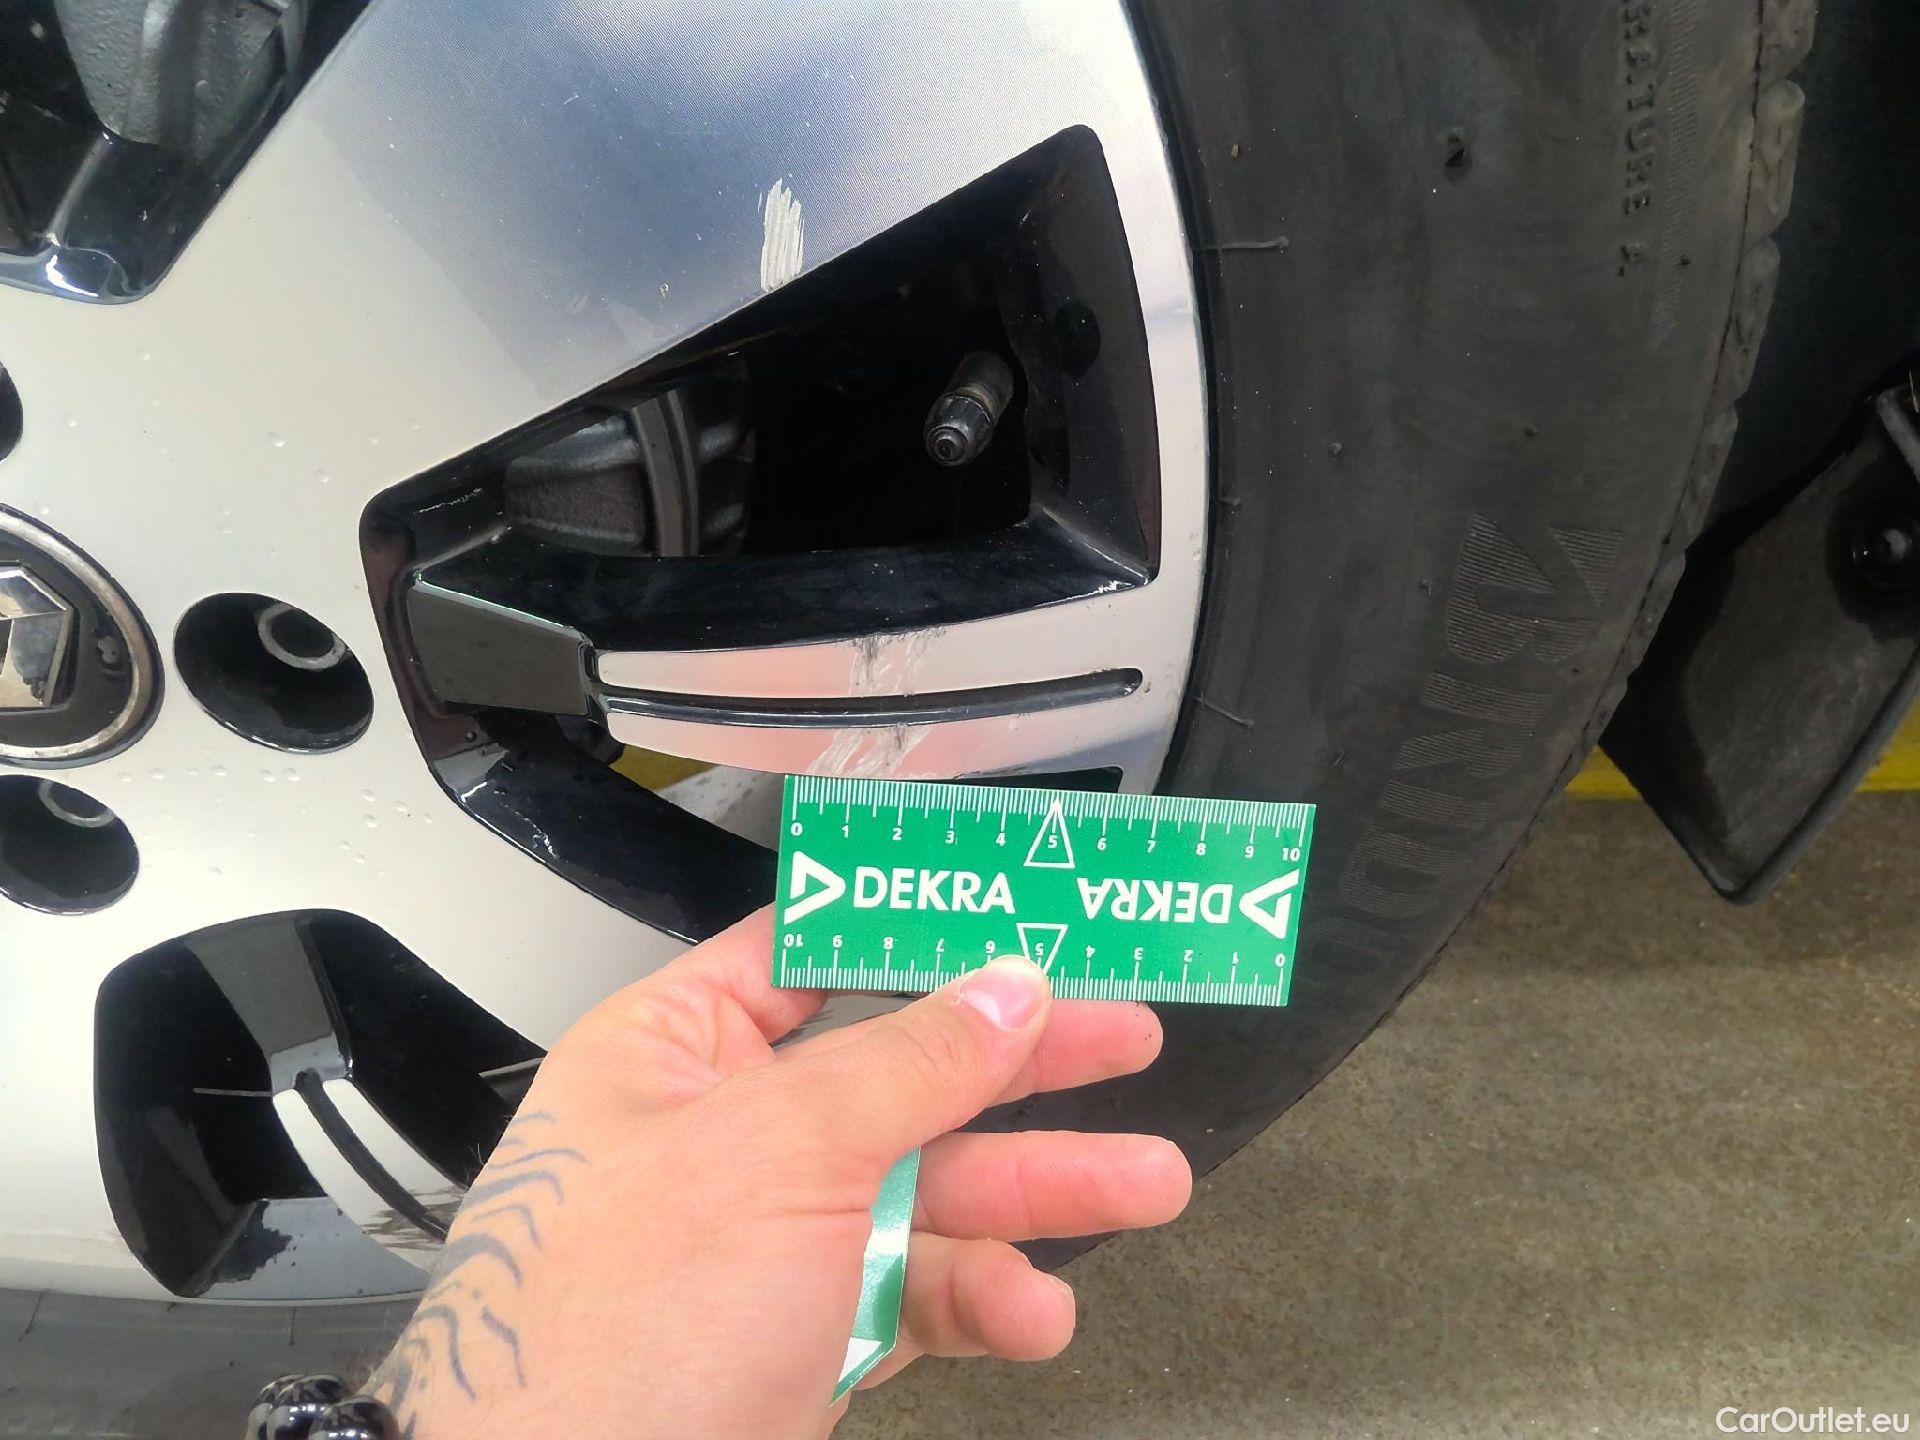 RATURE A
BRIDG
0 1 2 3 4 5 6 7 8 9 10
DEKRA DEKRA
10 9 8 7 6 5 4 3 2 1 0
CarOutlet.eu